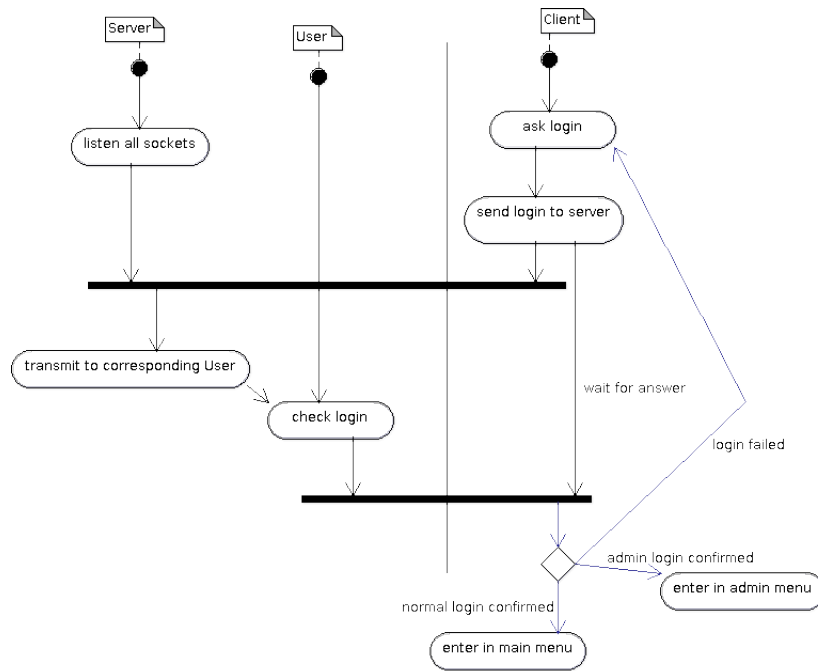 Server
User
Client
ask login
listen all sockets
send login to server
transmit to corresponding User
wait for answer
check login
login failed
admin login confirmed
enter in admin menu
normal login confirmed
enter in main menu